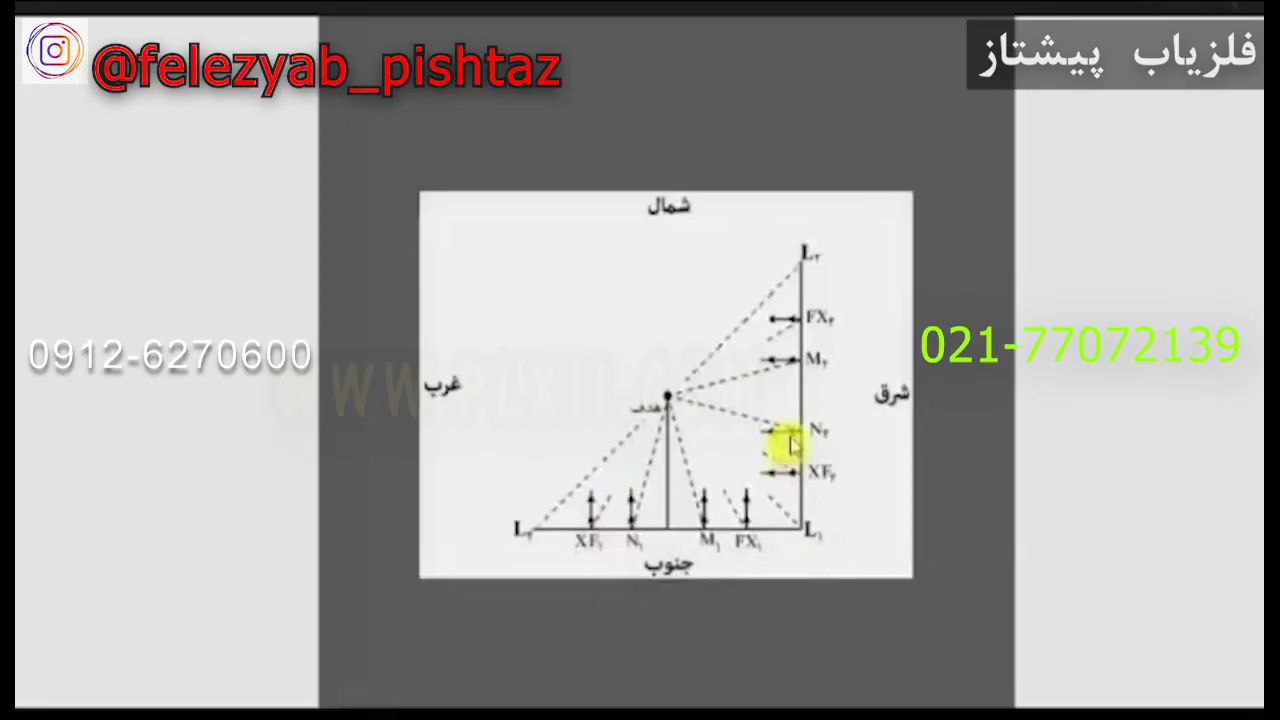 @felezyab_pishtaz
فلزیاب پیشتاز
شمال
L۳
FX۲
M۲
0912-6270600
021-77072139
غرب
شرق
هدف
N۲
XF۲
L۲
L۱
XF۱ N۱ M۱ FX۱
جنوب